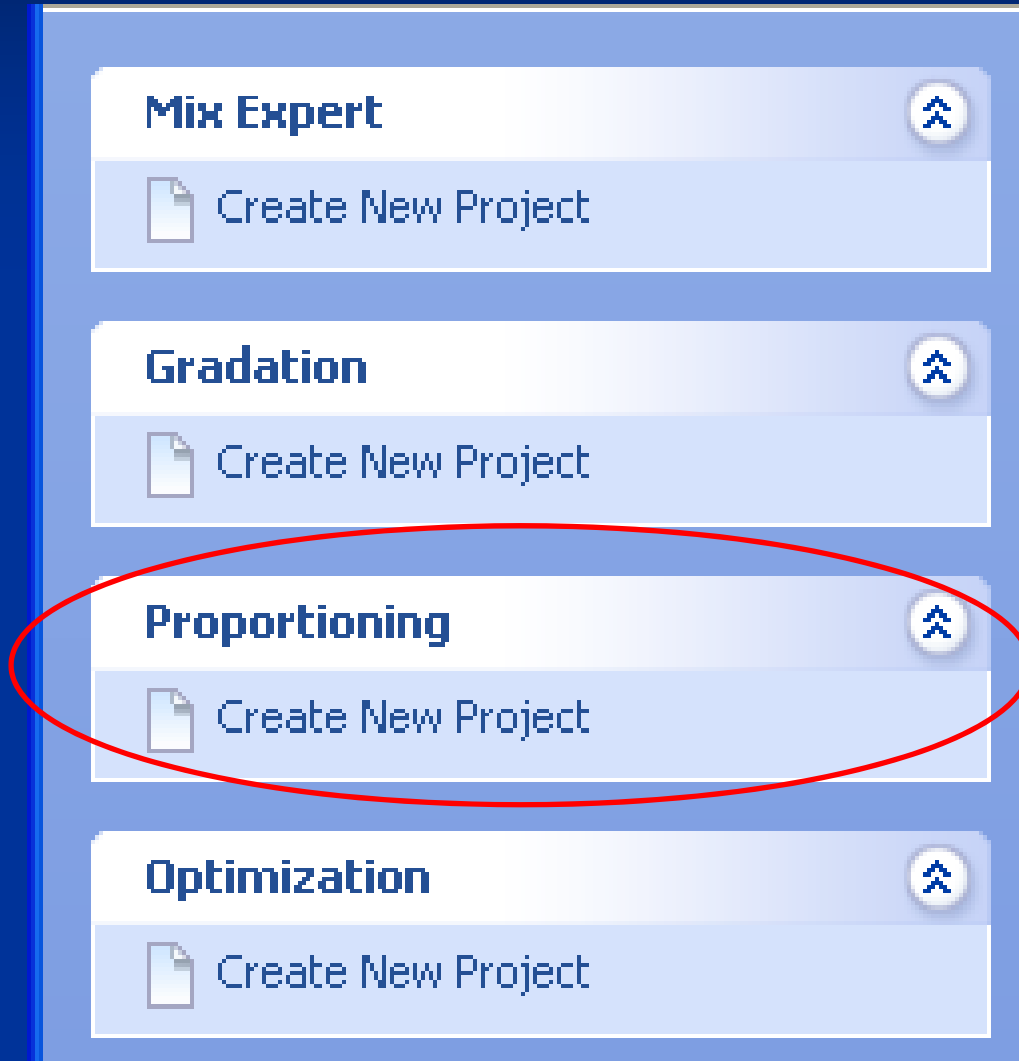 Mix Expert
Create New Project
Gradation
Create New Project
Proportioning
Create New Project
Optimization
Create New Project